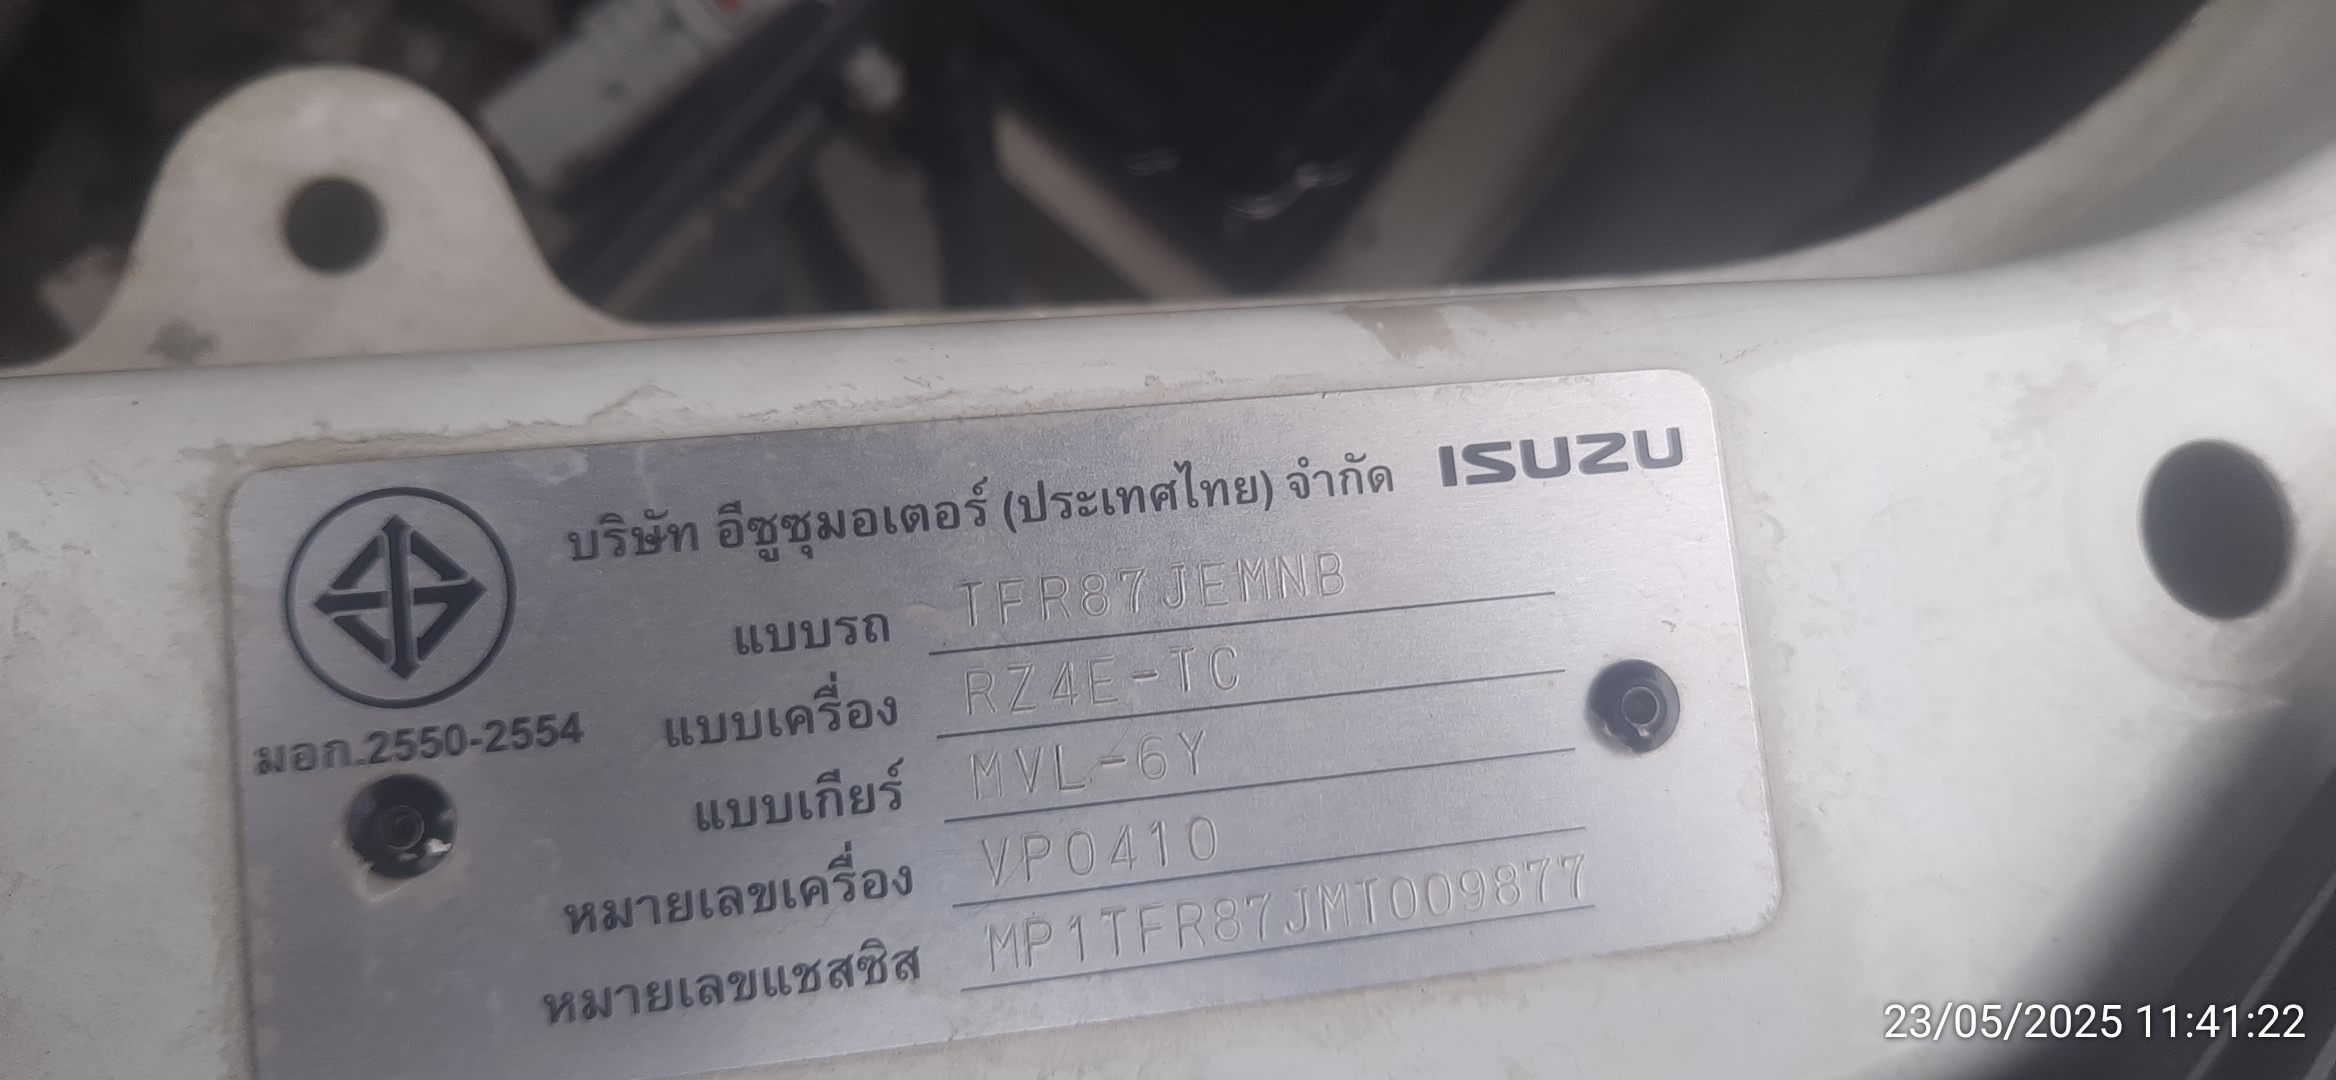 บริษัท อีซูซุมอเตอร์ (ประเทศไทย) จำกัด ISUZU
แบบรถ TFR87JEMNB
แบบเครื่อง RZ4E-TC
มอก.2550-2554
แบบเกียร์ MVL-6Y
หมายเลขเครื่อง VP0410
หมายเลขแชสซิส MP1TFR87JMT009877
23/05/2025 11:41:22